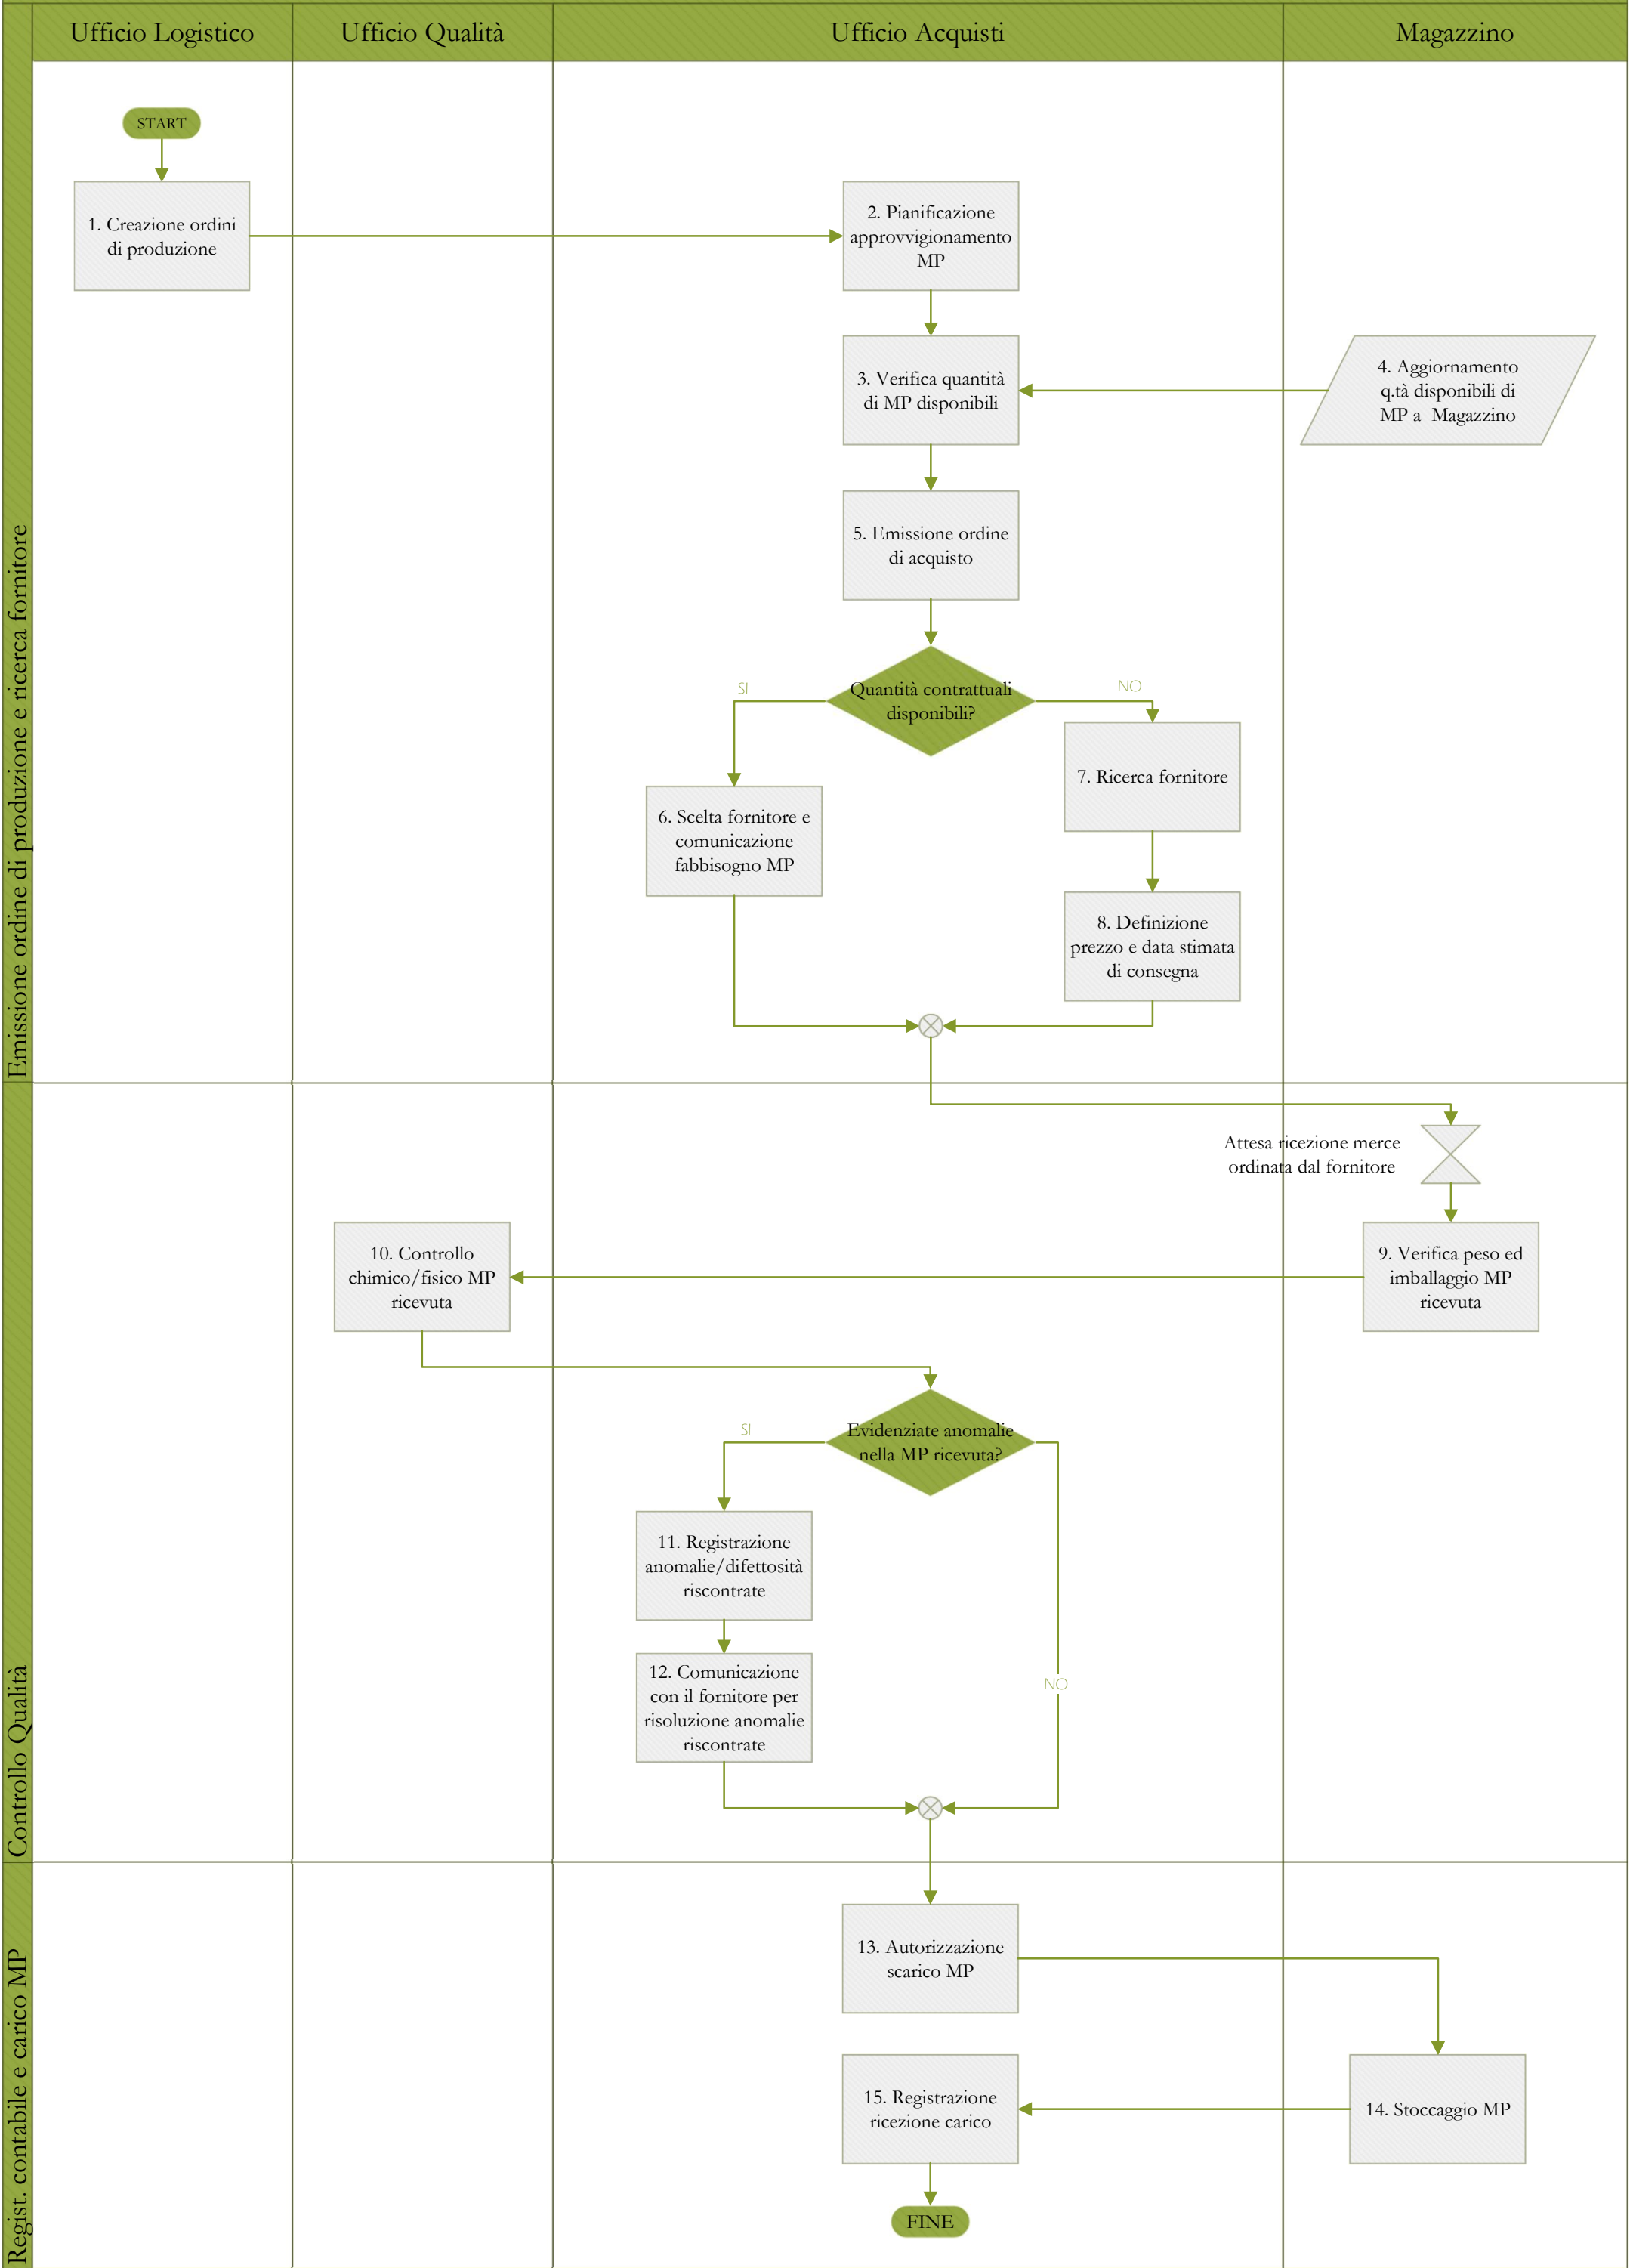 Ufficio Logistico
Ufficio Qualità
Ufficio Acquisti
Magazzino
Emissione ordine di produzione e ricerca fornitore
START
1. Creazione ordini
di produzione
2. Pianificazione
approvvigionamento
MP
3. Verifica quantità
di MP disponibili
4. Aggiornamento
q.tà disponibili di
MP a Magazzino
5. Emissione ordine
di acquisto
Quantità contrattuali
disponibili?
SI
NO
7. Ricerca fornitore
6. Scelta fornitore e
comunicazione
fabbisogno MP
8. Definizione
prezzo e data stimata
di consegna
Controllo Qualità
Attesa ricezione merce
ordinata dal fornitore
9. Verifica peso ed
imballaggio MP
ricevuta
10. Controllo
chimico/fisico MP
ricevuta
Evidenziate anomalie
nella MP ricevuta?
SI
NO
11. Registrazione
anomalie/difettosità
riscontrate
12. Comunicazione
con il fornitore per
risoluzione anomalie
riscontrate
Regist. contabile e carico MP
13. Autorizzazione
scarico MP
14. Stoccaggio MP
15. Registrazione
ricezione carico
FINE